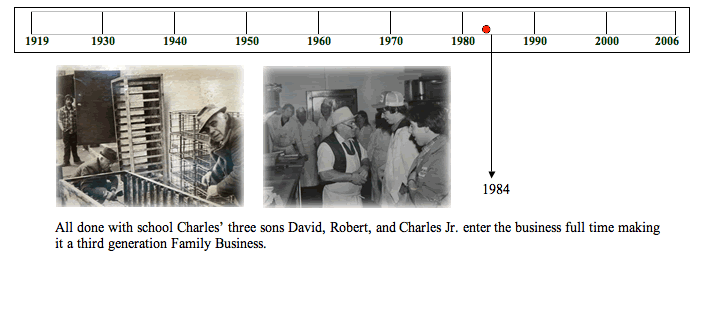 1919 1930 1940 1950 1960 1970 1980 1990 2000 2006
1984
All done with school Charles’ three sons David, Robert, and Charles Jr. enter the business full time making
it a third generation Family Business.